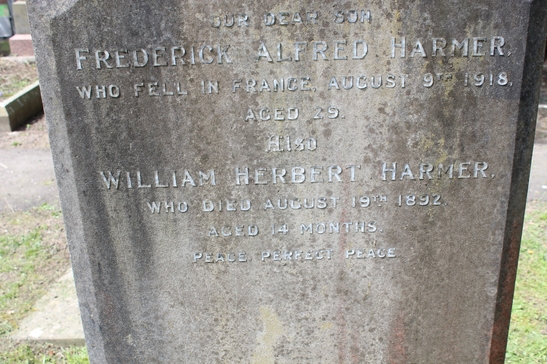 OUR DEAR SON
FREDERICK ALFRED HARMER.
WHO FELL IN FRANCE, AUGUST 9TH 1918,
AGED 29.
Also
WILLIAM HERBERT HARMER.
WHO DIED AUGUST 19TH 1892,
AGED 14 MONTHS.
PEACE PERFECT PEACE